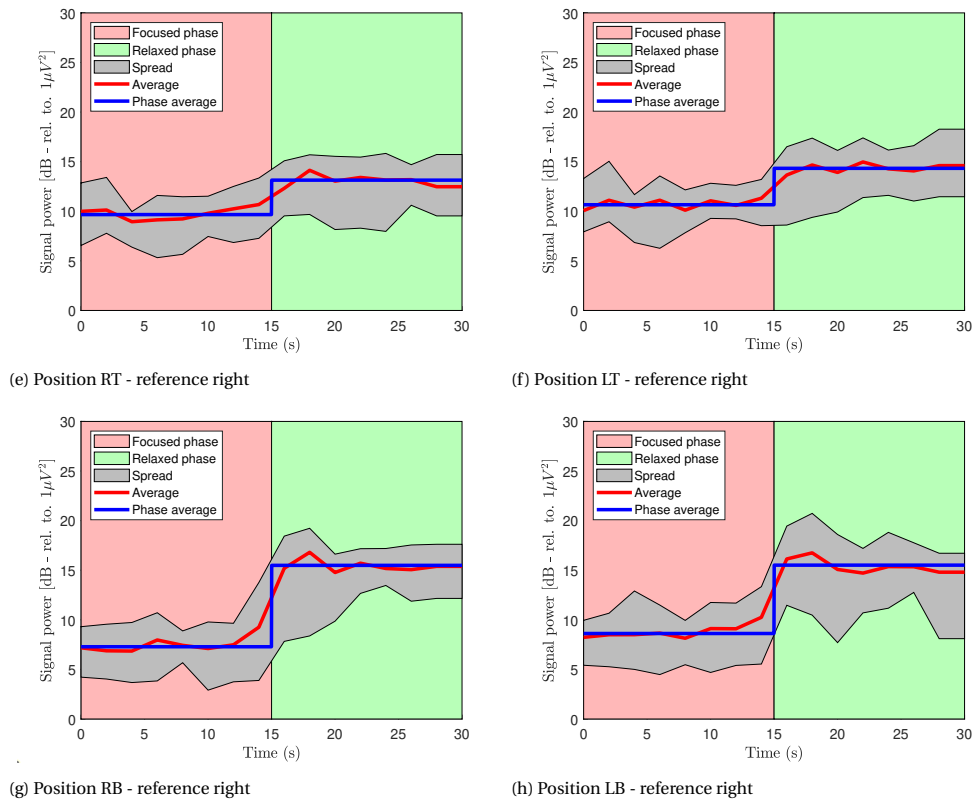 30
25
20
15
10
5
0
Signal power [dB - rel. to. 1μV²]
Focused phase
Relaxed phase
Spread
Average
Phase average
0 5 10 15 20 25 30
Time (s)
(e) Position RT - reference right
30
25
20
15
10
5
0
Signal power [dB - rel. to. 1μV²]
Focused phase
Relaxed phase
Spread
Average
Phase average
0 5 10 15 20 25 30
Time (s)
(f) Position LT - reference right
30
25
20
15
10
5
0
Signal power [dB - rel. to. 1μV²]
Focused phase
Relaxed phase
Spread
Average
Phase average
0 5 10 15 20 25 30
Time (s)
.
(g) Position RB - reference right
30
25
20
15
10
5
0
Signal power [dB - rel. to. 1μV²]
Focused phase
Relaxed phase
Spread
Average
Phase average
0 5 10 15 20 25 30
Time (s)
(h) Position LB - reference right